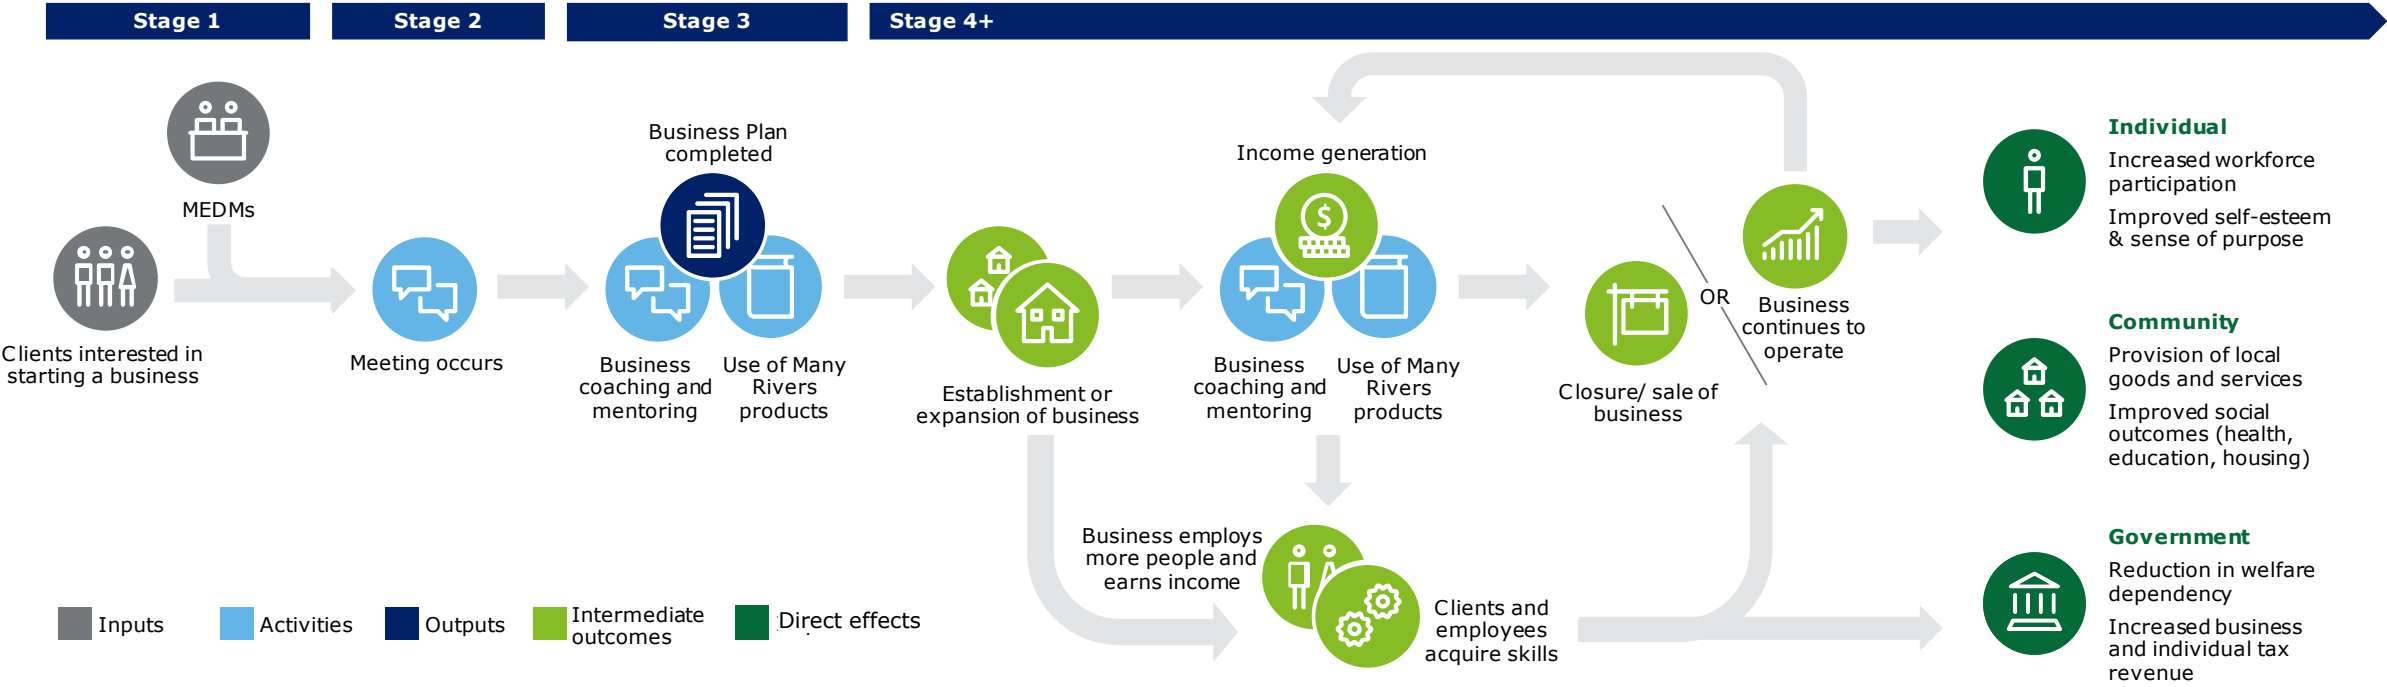 Stage 1
Stage 2
Stage 3
Stage 4+
MEDMs
Clients interested in
starting a business
Meeting occurs
Business Plan
completed
Business
coaching and
mentoring
Use of Many
Rivers
products
Establishment or
expansion of business
Income generation
$
Business
coaching and
mentoring
Use of Many
Rivers
products
Closure/ sale of
business
OR
Business
continues to
operate
Business employs
more people and
earns income
Clients and
employees
acquire skills
Individual
Increased workforce
participation
Improved self-esteem
& sense of purpose
Community
Provision of local
goods and services
Improved social
outcomes (health,
education, housing)
Government
Reduction in welfare
dependency
Increased business
and individual tax
revenue
Inputs
Activities
Outputs
Intermediate
outcomes
Direct effects